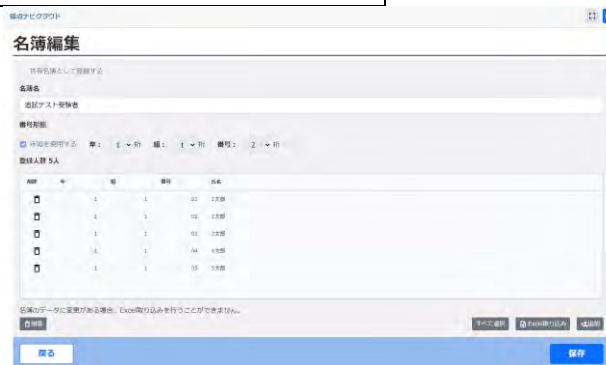 採点ナビクラウド
名簿編集
共有名簿として登録する
名簿名
追試テスト受験者
番号形態
年組を使用する 年： 1 桁 組： 1 桁 番号： 2 桁
登録人数 5人
削除 年 組 番号 氏名
1 1 01 1太郎
1 1 02 2太郎
1 1 03 3太郎
1 1 04 4太郎
1 1 05 5太郎
名簿のデータに変更がある場合、Excel取り込みを行うことができません。
削除 すべて選択 Excel取り込み 追加
戻る 保存